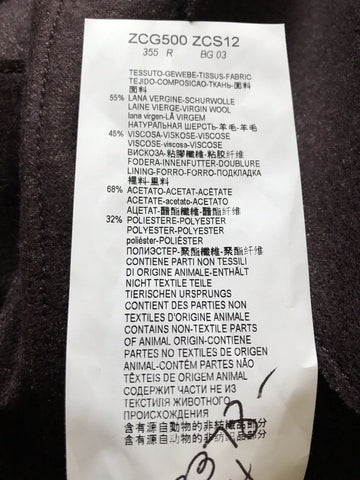 ZCG500 ZCS12
355 R BG 03
TESSUTO-GEWEBE-TISSUS-FABRIC
TEJIDO-COMPOSICAO-ТКАНЬ-面料
面料
55% LANA VERGINE-SCHURWOLLE
LAINE VIERGE-VIRGIN WOOL
lana virgen-LÃ VIRGEM
НАТУРАЛЬНАЯ ШЕРСТЬ-羊毛-羊毛
45% VISCOSA-VISKOSE-VISCOSE
VISCOSE-viscosa-VISCOSE
ВИСКОЗА-粘膠纖維-粘胶纤维
FODERA-INNENFUTTER-DOUBLURE
LINING-FORRO-FORRO-ПОДКЛАДКА
裡料-里料
68% ACETATO-ACETAT-ACÉTATE
ACETATE-acetato-ACETATO
АЦЕТАТ-醋酯纖維-醋酯纤维
32% POLIESTERE-POLYESTER
POLYESTER-POLYESTER
poliéster-POLIÉSTER
ПОЛИЭСТЕР-聚酯纖維-聚酯纤维
CONTIENE PARTI NON TESSILI
DI ORIGINE ANIMALE-ENTHÄLT
NICHT TEXTILE TEILE
TIERISCHEN URSPRUNGS
CONTIENT DES PARTIES NON
TEXTILES D'ORIGINE ANIMALE
CONTAINS NON-TEXTILE PARTS
OF ANIMAL ORIGIN-CONTIENE
PARTES NO TEXTILES DE ORIGEN
ANIMAL-CONTÉM PARTES NÃO
TÊXTEIS DE ORIGEM ANIMAL
СОДЕРЖИТ ЧАСТИ НЕ ИЗ
ТЕКСТИЛЯ ЖИВОТНОГО
ПРОИСХОЖДЕНИЯ
含有源自動物的非紡織品部分
含有源自动物的非纺织品部分